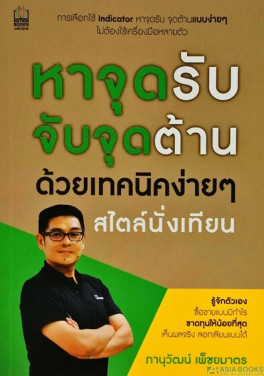 การเลือกใช้ Indicator หาจุดรับ จุดต้านแบบง่ายๆ
ไม่ต้องใช้เครื่องมือหลายตัว
หาจุดรับ
จับจุดต้าน
ด้วยเทคนิคง่ายๆ
สไตล์นั่งเทียน
รู้จักตัวเอง
ซื้อขายแบบมีกำไร
ขาดทุนให้น้อยที่สุด
เห็นผลจริง ลอกเลียนแบบได้
ภานุวัฒน์ เพ็ชยมาตร
ASIA BOOKS